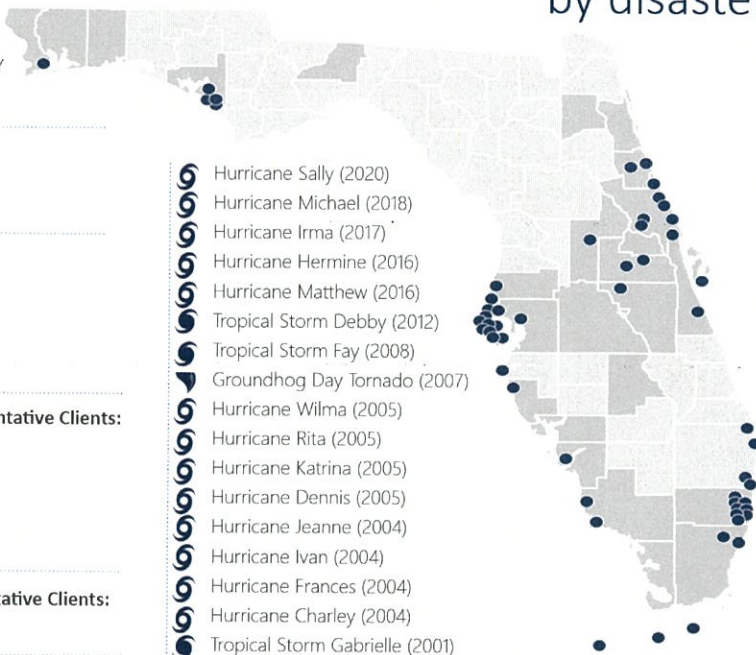 by disaste
y
Hurricane Sally (2020)
Hurricane Michael (2018)
Hurricane Irma (2017)
Hurricane Hermine (2016)
Hurricane Matthew (2016)
Tropical Storm Debby (2012)
Tropical Storm Fay (2008)
Groundhog Day Tornado (2007)
Hurricane Wilma (2005)
Hurricane Rita (2005)
Hurricane Katrina (2005)
Hurricane Dennis (2005)
Hurricane Jeanne (2004)
Hurricane Ivan (2004)
Hurricane Frances (2004)
Hurricane Charley (2004)
Tropical Storm Gabrielle (2001)
ntative Clients:
tative Clients: